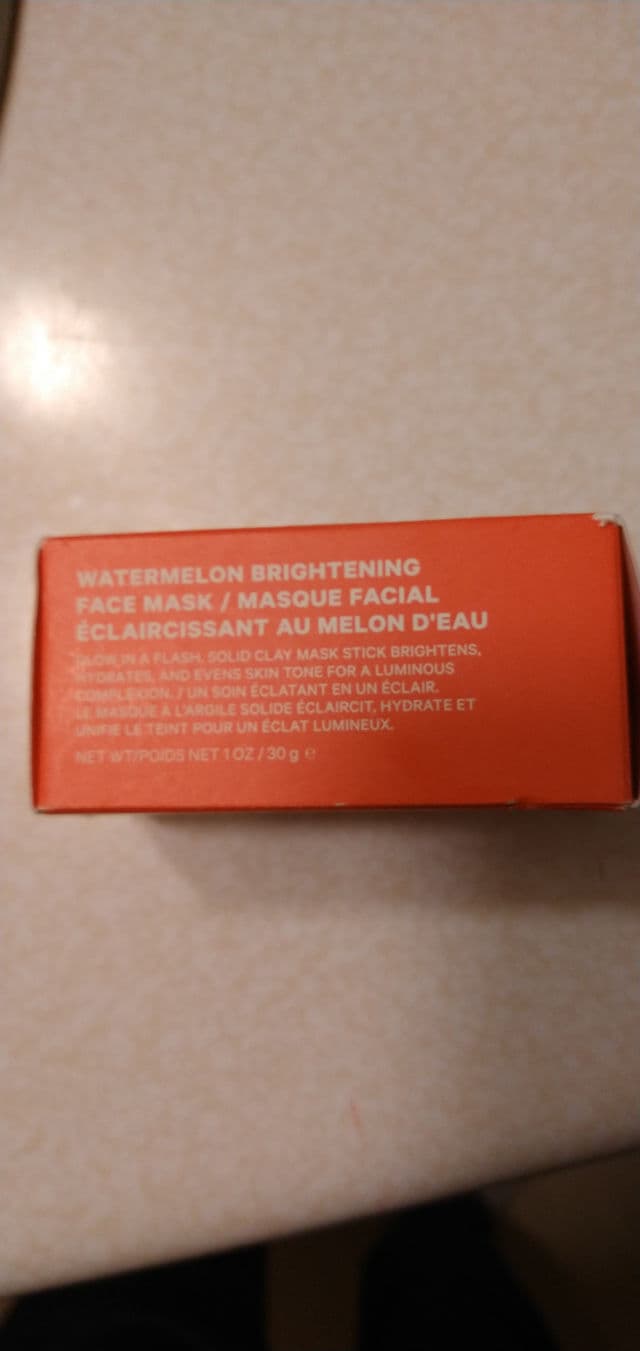 WATERMELON BRIGHTENING
FACE MASK / MASQUE FACIAL
ÉCLAIRCISSANT AU MELON D'EAU
GLOW IN A FLASH. SOLID CLAY MASK STICK BRIGHTENS,
HYDRATES, AND EVENS SKIN TONE FOR A LUMINOUS
COMPLEXION. / UN SOIN ÉCLATANT EN UN ÉCLAIR.
LE MASQUE À L'ARGILE SOLIDE ÉCLAIRCIT, HYDRATE ET
UNIFIE LE TEINT POUR UN ÉCLAT LUMINEUX.
NET WT/POIDS NET 1 OZ / 30 g ℮